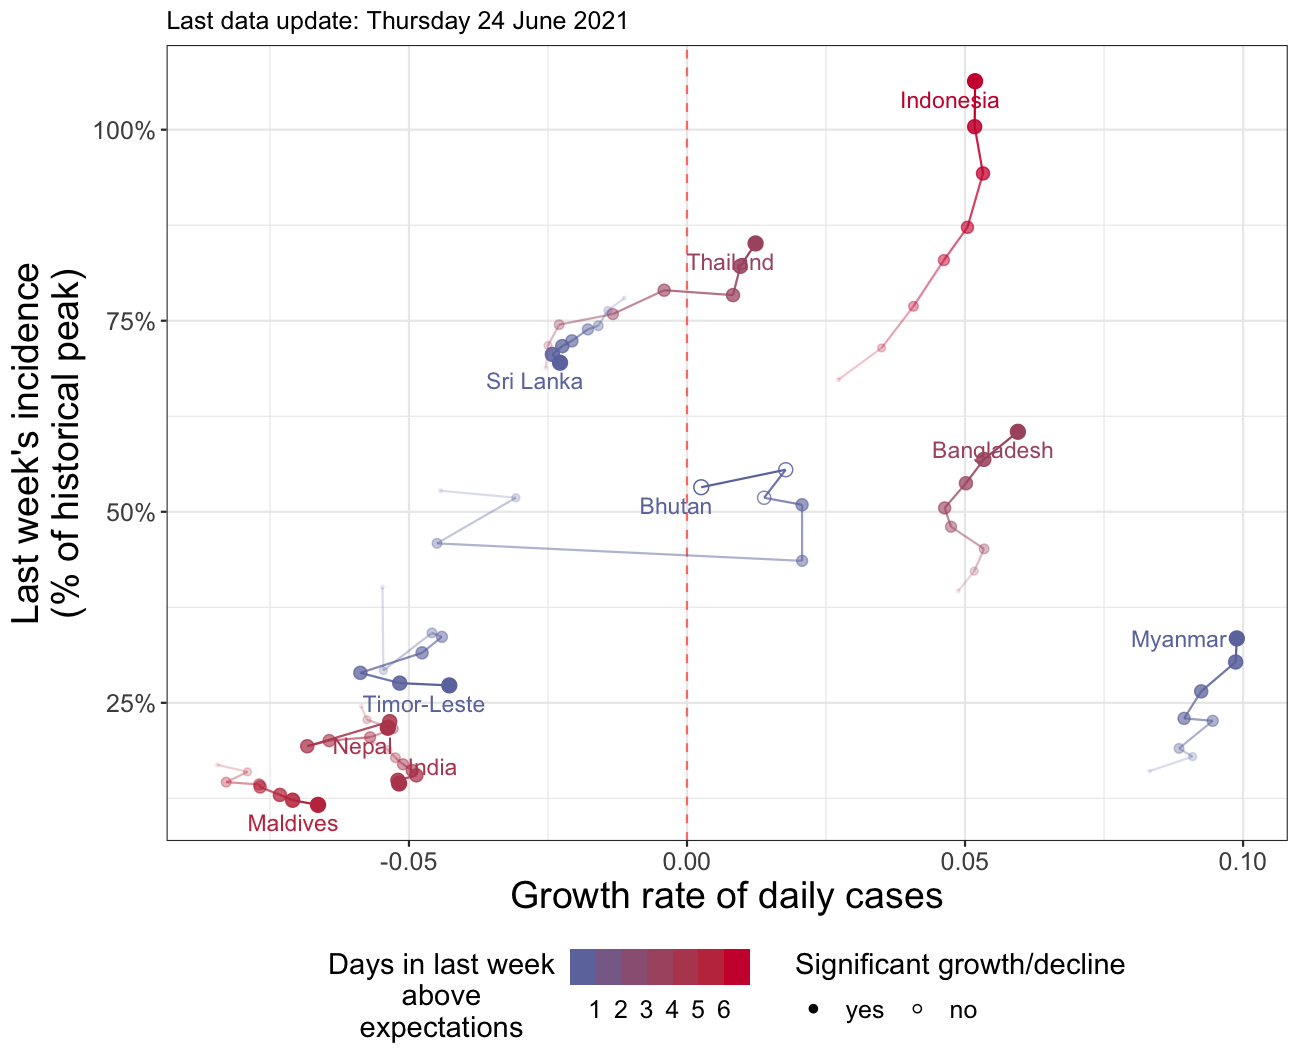 Last data update: Thursday 24 June 2021
Last week's incidence
(% of historical peak)
100%
75%
50%
25%
Indonesia
Thailand
Sri Lanka
Bangladesh
Bhutan
Myanmar
Timor-Leste
Nepal
India
Maldives
-0.05
0.00
0.05
0.10
Growth rate of daily cases
Days in last week
above
expectations
1 2 3 4 5 6
Significant growth/decline
yes
no